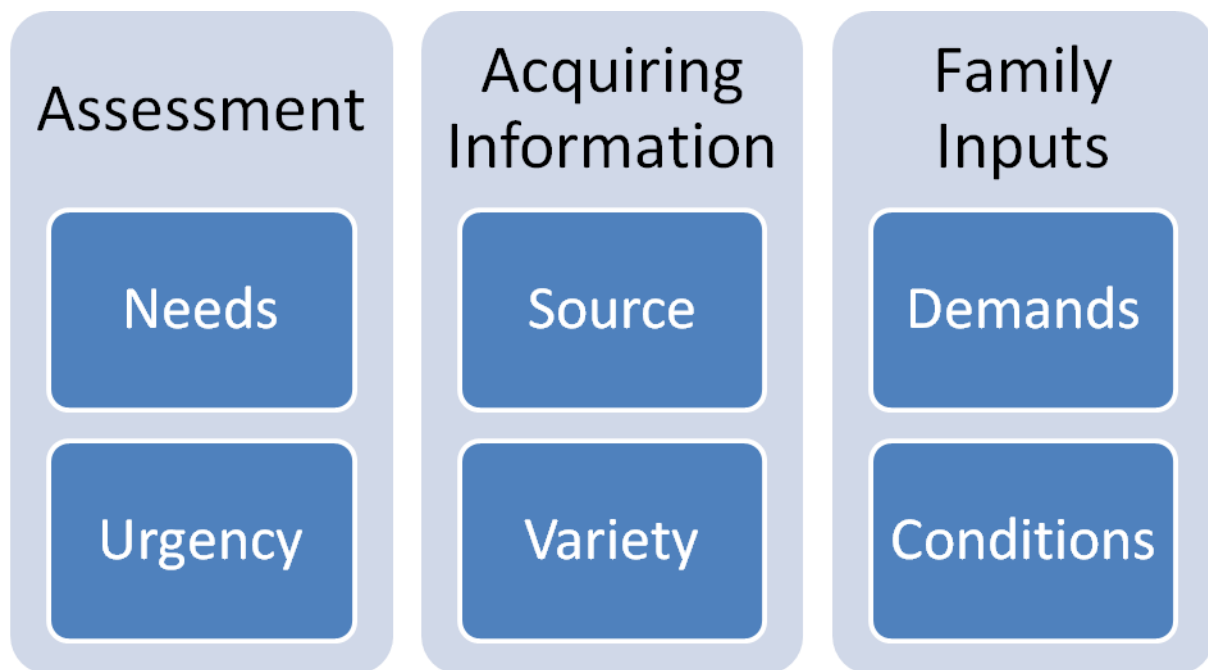 Assessment
Needs
Urgency
Acquiring
Information
Source
Variety
Family
Inputs
Demands
Conditions